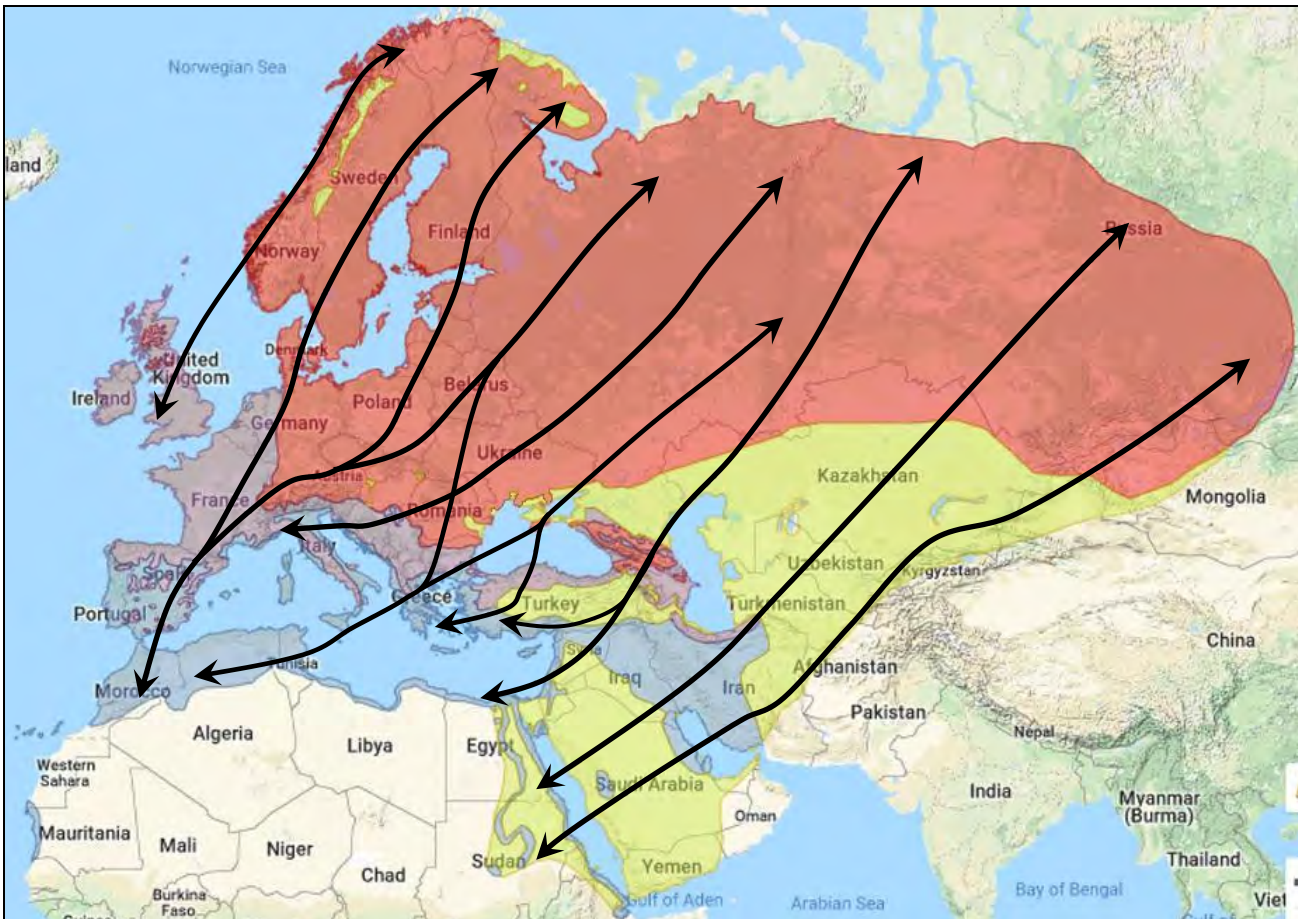 Norwegian Sea
land
Sweden
Finland
Norway
Russia
Denmark
United
Kingdom
Ireland
Belarus
Poland
Germany
Ukraine
Austria
Kazakhstan
France
Mongolia
Romania
Italy
Uzbekistan
Kyrgyzstan
Spain
Greece
Turkey
Turkmenistan
Portugal
China
Syria
Tunisia
Afghanistan
Iraq
Iran
Morocco
Pakistan
Algeria
Libya
Egypt
Nepal
Western
Sahara
Saudi Arabia
India
Myanmar
(Burma)
Oman
Mauritania
Mali
Niger
Chad
Sudan
Yemen
Thailand
Burkina
Faso
Gulf of Aden
Arabian Sea
Bay of Bengal
Viet